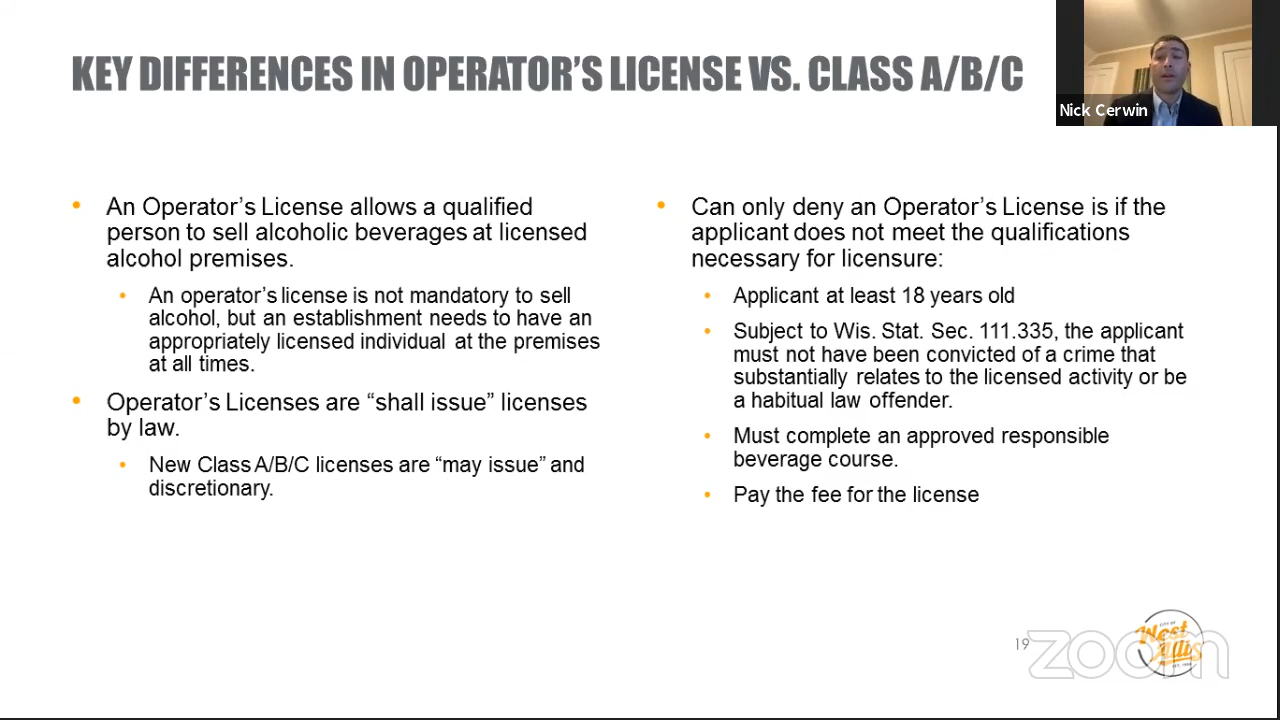 KEY DIFFERENCES IN OPERATOR'S LICENSE VS. CLASS A/B/C
Nick Cerwin
• An Operator's License allows a qualified
person to sell alcoholic beverages at licensed
alcohol premises.
• An operator's license is not mandatory to sell
alcohol, but an establishment needs to have an
appropriately licensed individual at the premises
at all times.
• Operator's Licenses are “shall issue” licenses
by law.
• New Class A/B/C licenses are “may issue” and
discretionary.
• Can only deny an Operator's License is if the
applicant does not meet the qualifications
necessary for licensure:
• Applicant at least 18 years old
• Subject to Wis. Stat. Sec. 111.335, the applicant
must not have been convicted of a crime that
substantially relates to the licensed activity or be
a habitual law offender.
• Must complete an approved responsible
beverage course.
• Pay the fee for the license
19
zoom
CITY OF
West
Allis